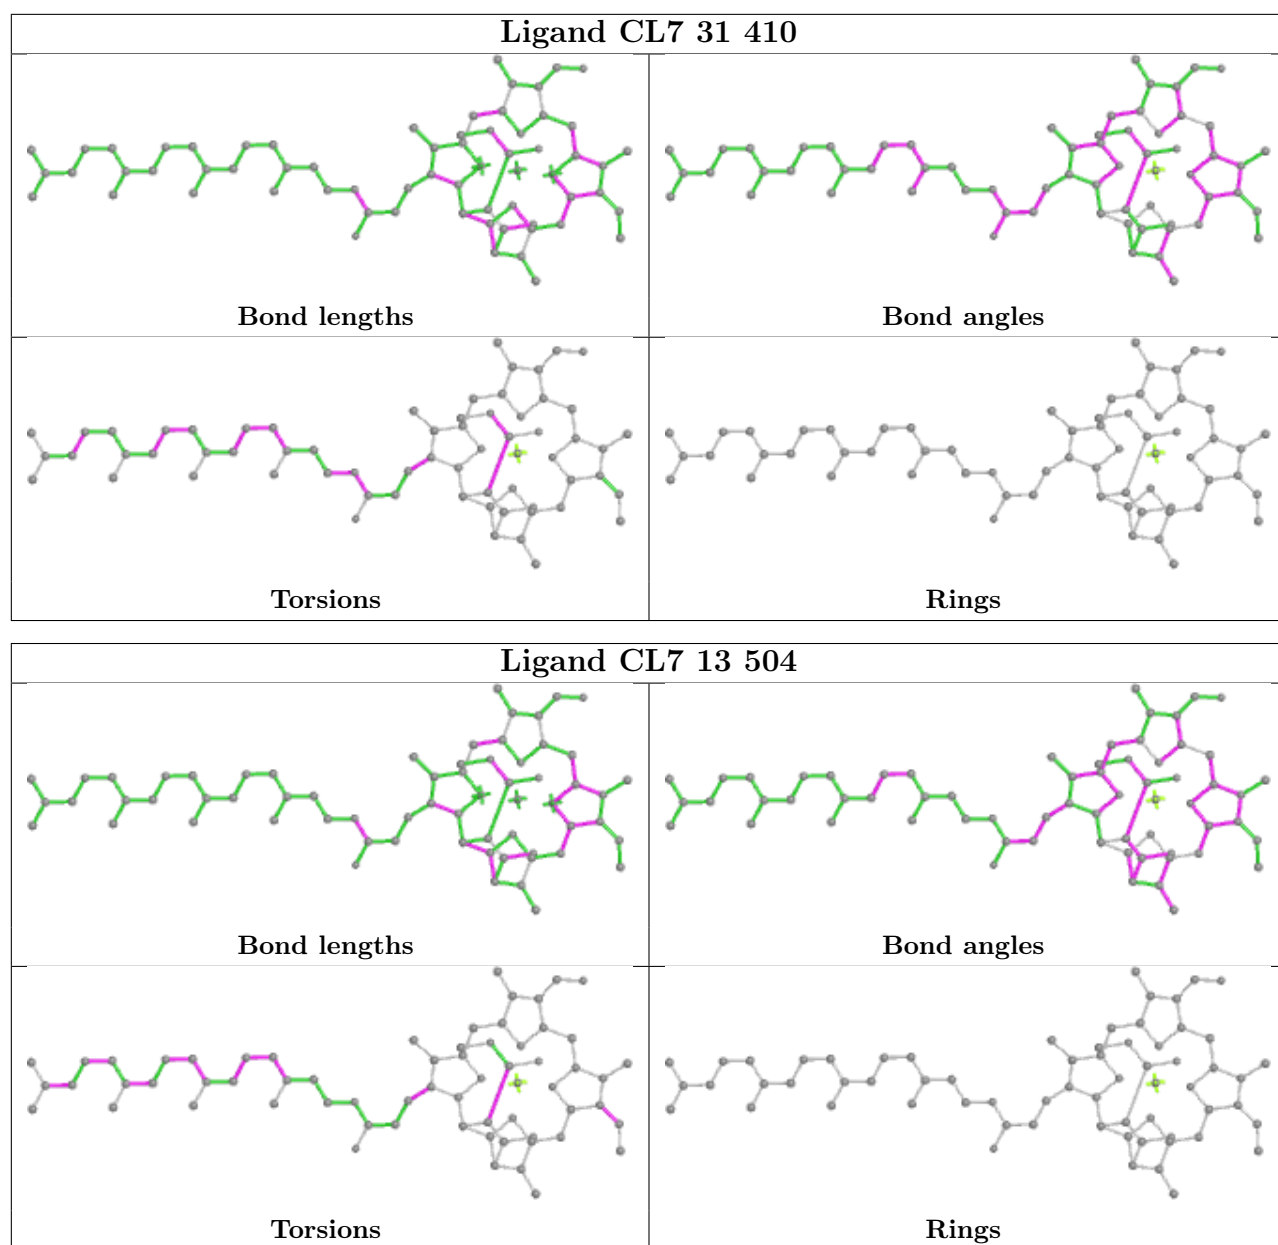 Ligand CL7 31 410
Bond lengths
Bond angles
Torsions
Rings
Ligand CL7 13 504
Bond lengths
Bond angles
Torsions
Rings